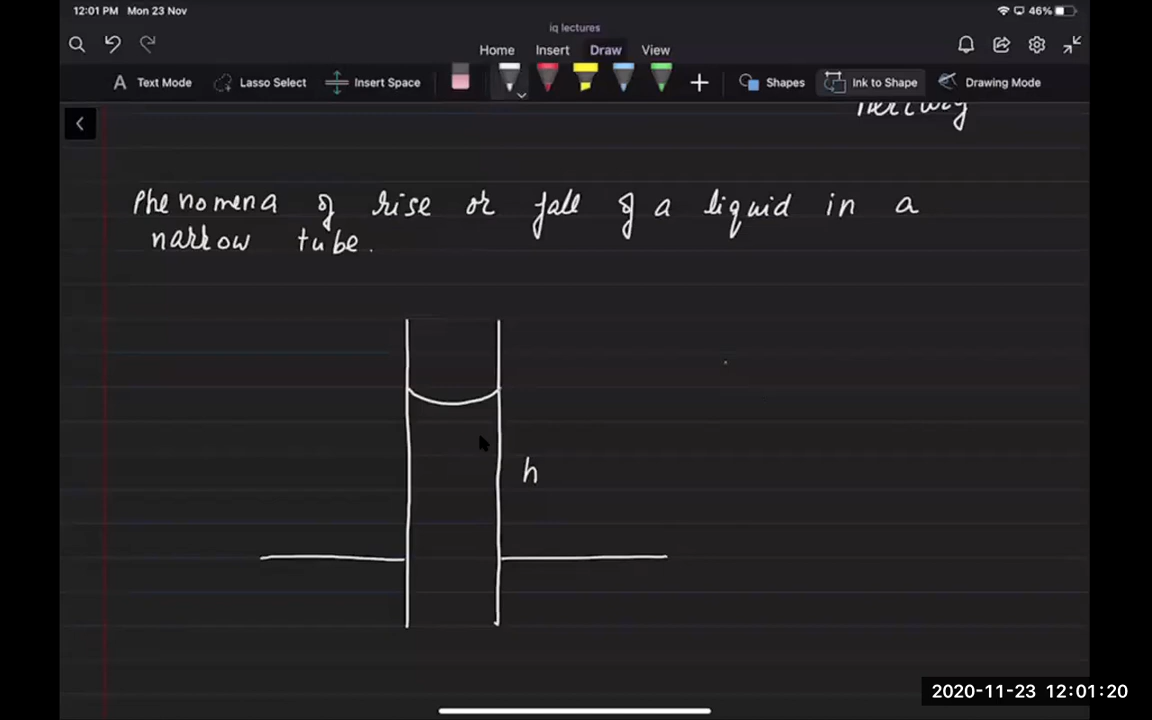 12:01 PM Mon 23 Nov
46%
iq lectures
Home Insert Draw View
Text Mode Lasso Select Insert Space Shapes Ink to Shape Drawing Mode
Mercury
Phenomena of rise or fall of a liquid in a
narrow tube.
h
2020-11-23 12:01:20